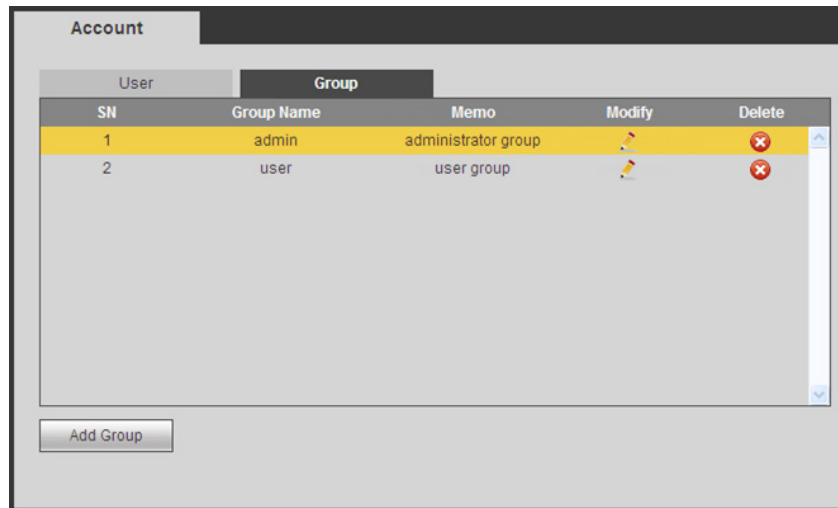 Account
User Group
SN Group Name Memo Modify Delete
1 admin administrator group
2 user user group
Add Group